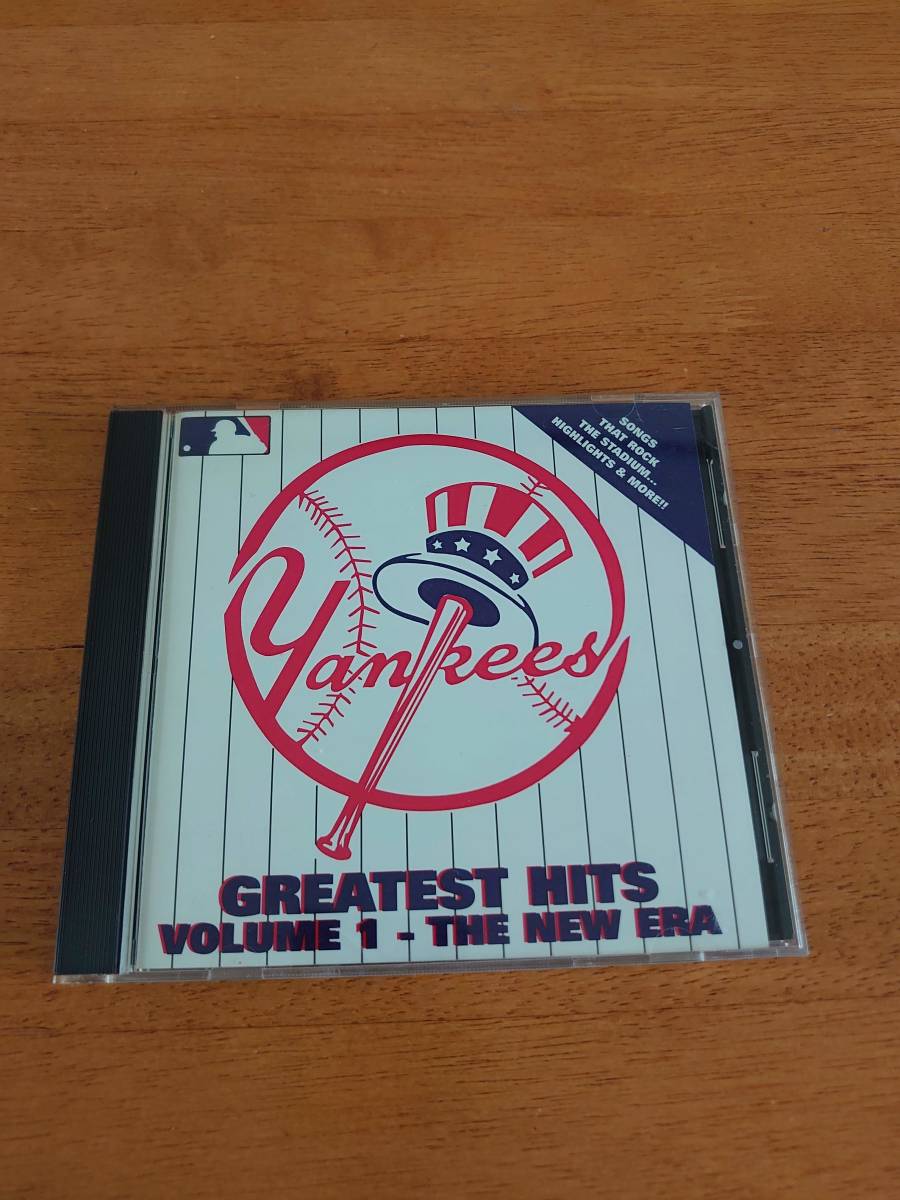 SONGS
THAT ROCK
THE STADIUM...
HIGHLIGHTS & MORE!!
Yankees
GREATEST HITS
VOLUME 1 - THE NEW ERA